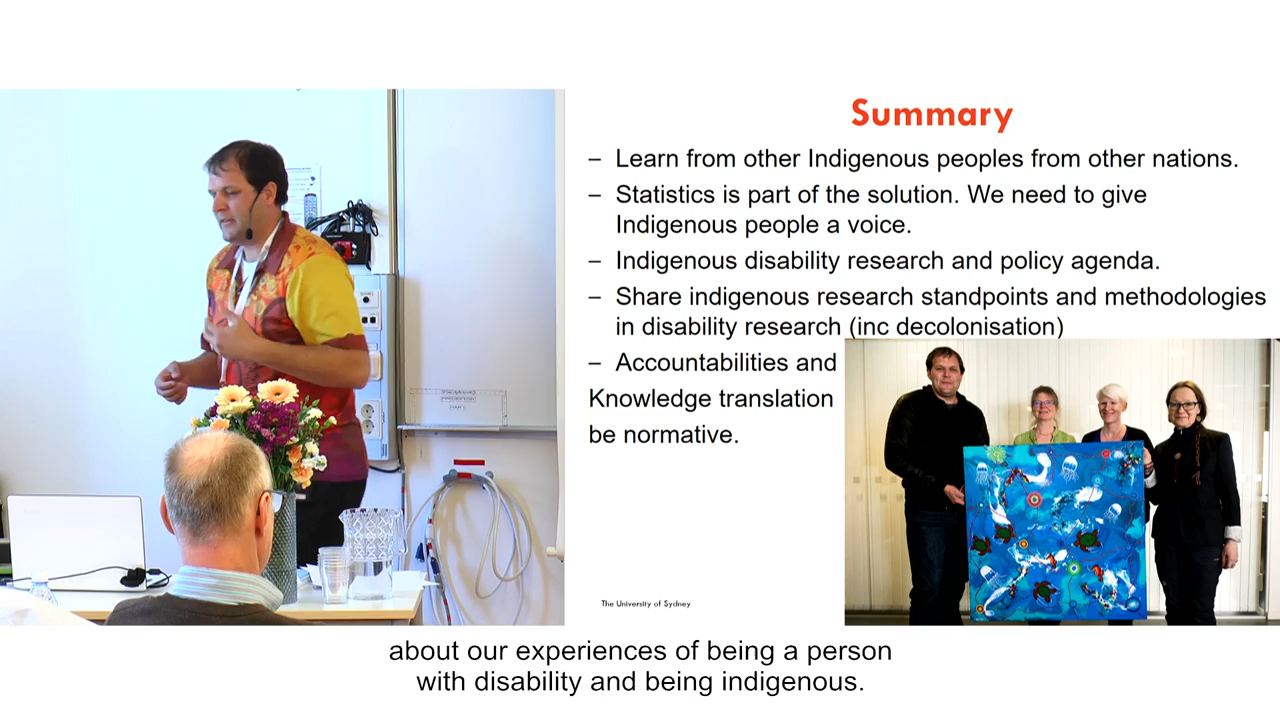 Summary
– Learn from other Indigenous peoples from other nations.
– Statistics is part of the solution. We need to give
Indigenous people a voice.
– Indigenous disability research and policy agenda.
– Share indigenous research standpoints and methodologies
in disability research (inc decolonisation)
– Accountabilities and
Knowledge translation
be normative.
The University of Sydney
about our experiences of being a person
with disability and being indigenous.